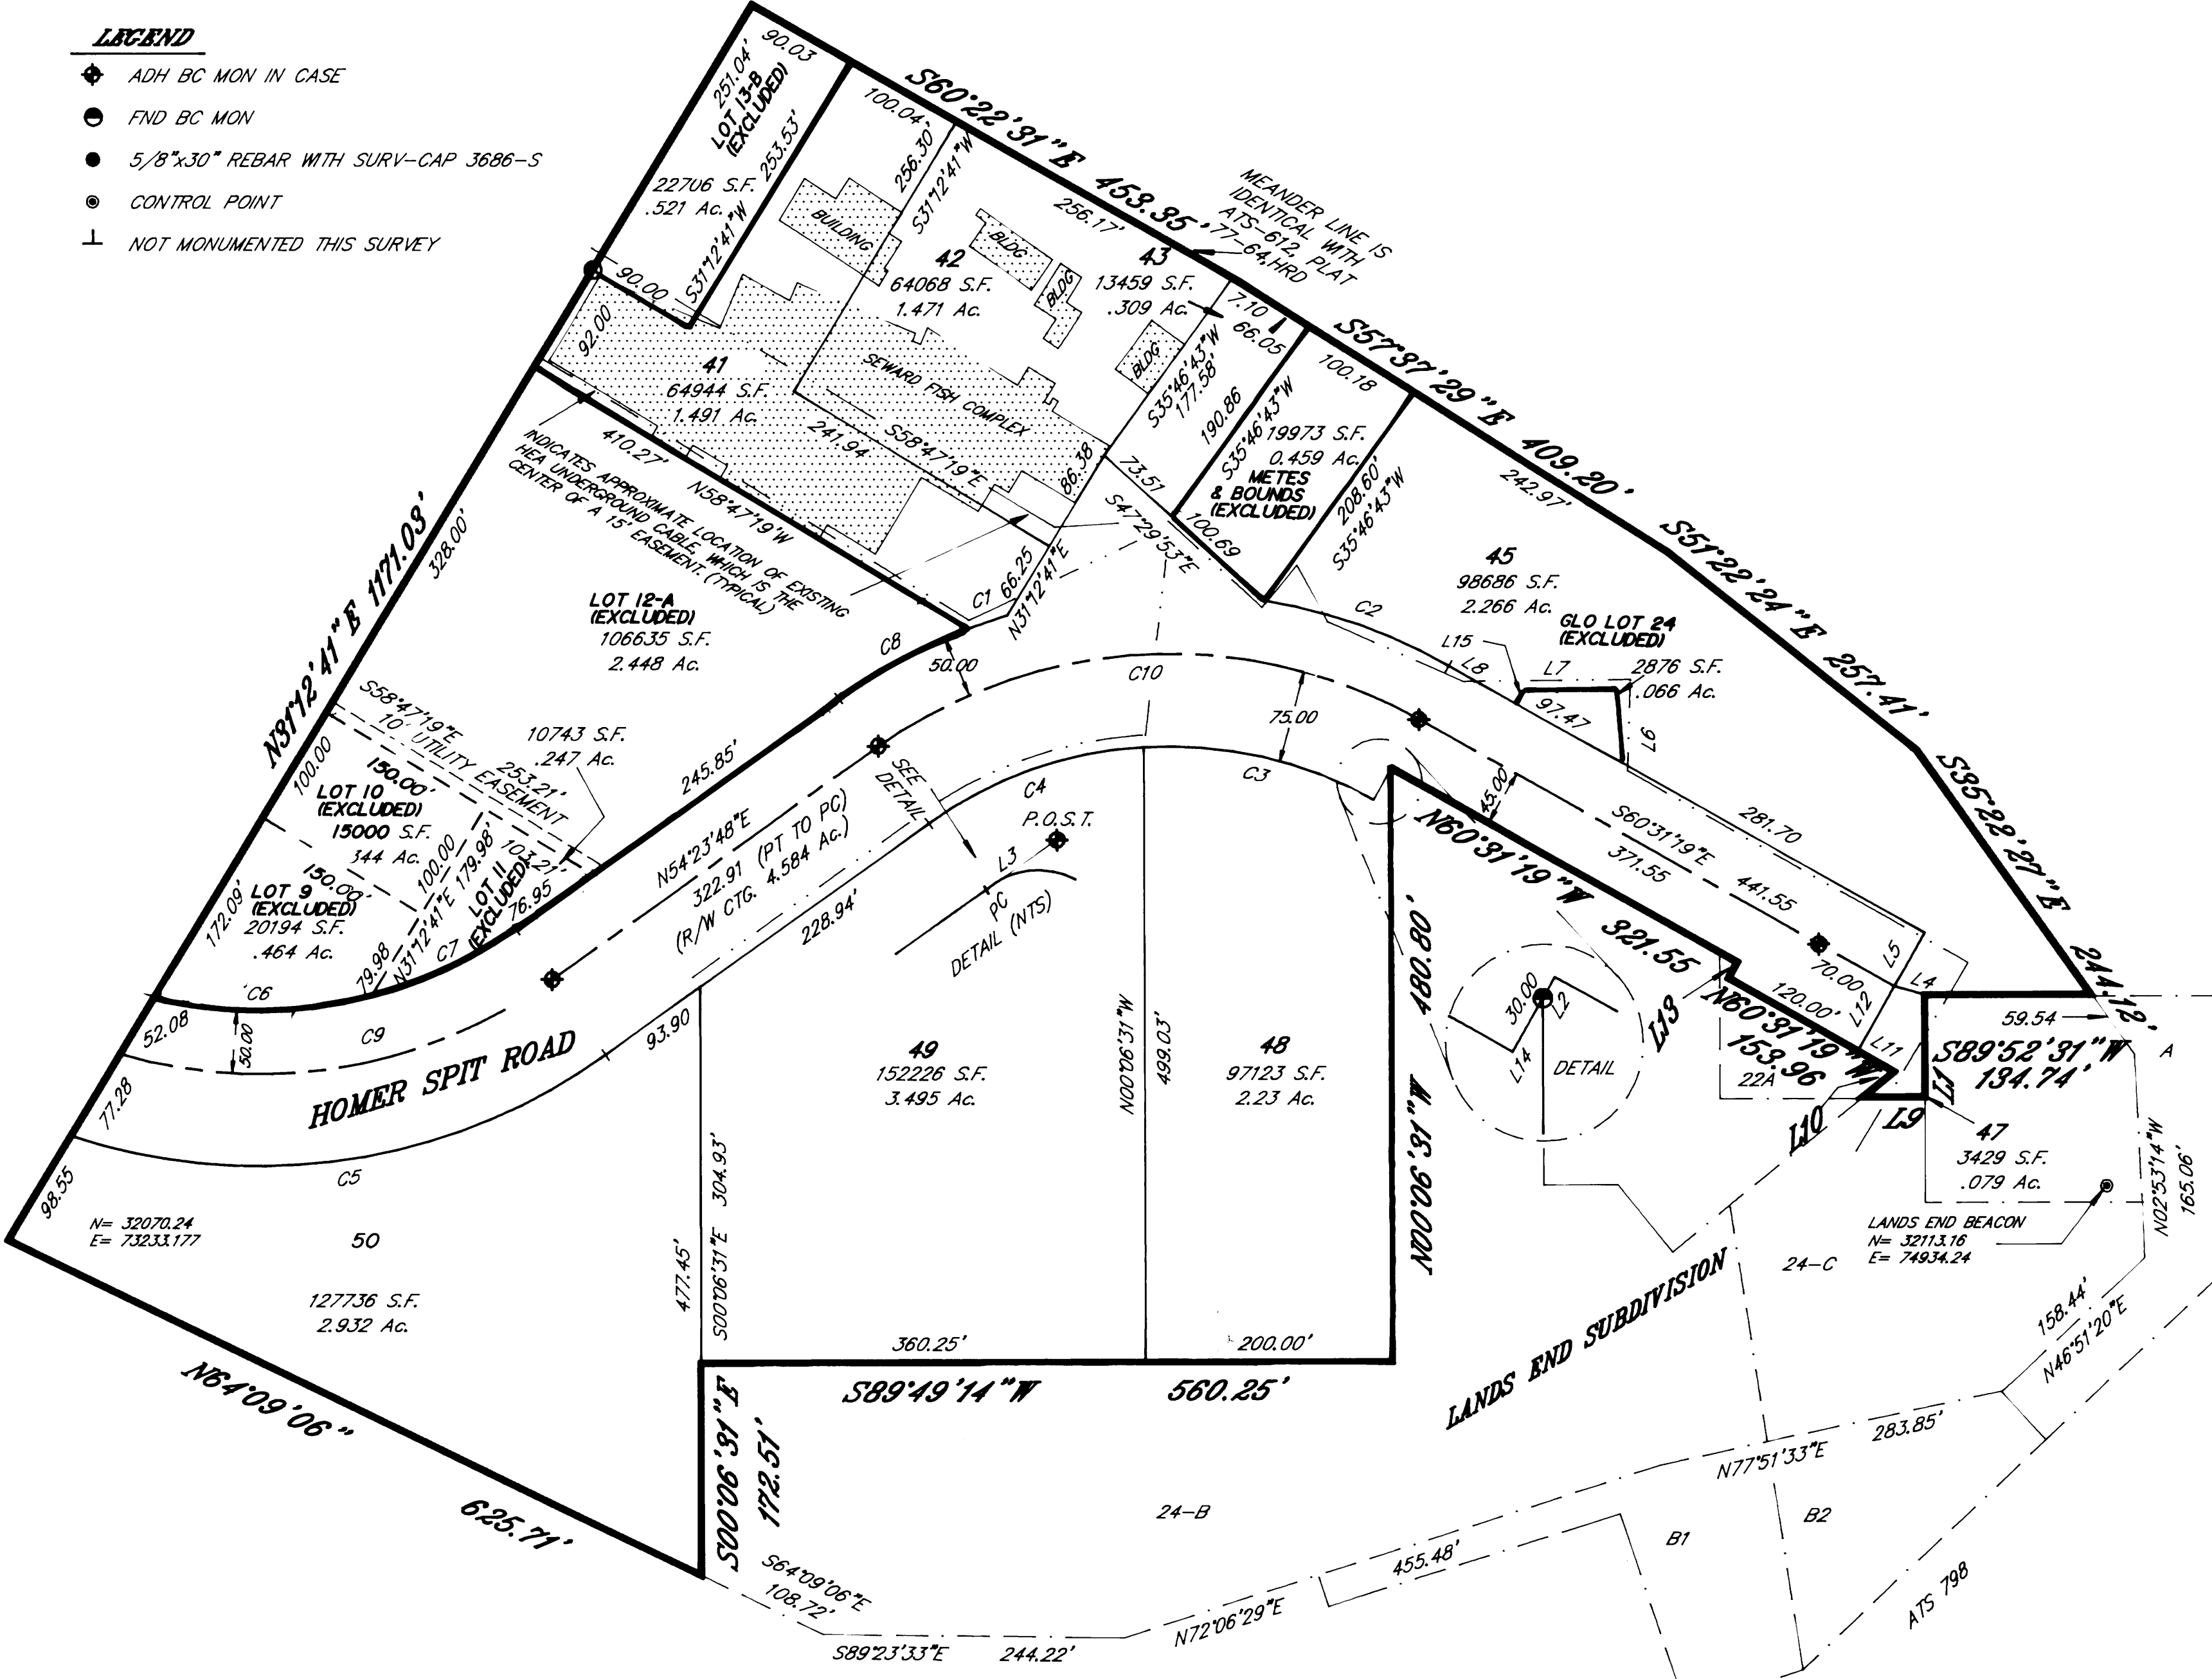 LEGEND
ADH BC MON IN CASE
FND BC MON
5/8"x30" REBAR WITH SURV-CAP 3686-S
CONTROL POINT
NOT MONUMENTED THIS SURVEY
90.03
251.04'
LOT 13-B
(EXCLUDED)
253.53'
22706 S.F.
.521 Ac.
S31°12'41"W
90.00
92.00
100.04'
256.30'
S31°12'41"W
S60°22'31"E 453.35'
256.17'
MEANDER LINE IS
IDENTICAL WITH
ATS-612, PLAT
77-64,HRD
BUILDING
BLDG
BLDG
BLDG
42
64068 S.F.
1.471 Ac.
43
13459 S.F.
.309 Ac.
7.10
66.05
S57°37'29"E 409.20'
100.18
242.97'
41
64944 S.F.
1.491 Ac.
SEWARD FISH COMPLEX
S35°46'43"W
177.58'
190.86
S35°46'43"W
19973 S.F.
0.459 Ac.
METES
& BOUNDS
(EXCLUDED)
208.60'
S35°46'43"W
410.27'
N58°47'19"W
241.94
S58°47'19"E
86.38
73.51
S47°29'53"E
100.69
INDICATES APPROXIMATE LOCATION OF EXISTING
HEA UNDERGROUND CABLE, WHICH IS THE
CENTER OF A 15' EASEMENT. (TYPICAL)
S51°22'24"E 257.41'
45
98686 S.F.
2.266 Ac.
GLO LOT 24
(EXCLUDED)
2876 S.F.
.066 Ac.
L15
L8
L7
97.47
L6
C2
C1
66.25
N31°12'41"E
N31°12'41"E 1171.03'
328.00'
LOT 12-A
(EXCLUDED)
106635 S.F.
2.448 Ac.
C8
50.00
C10
75.00
S58°47'19"E
10' UTILITY EASEMENT
253.21'
10743 S.F.
.247 Ac.
245.85'
100.00
150.00'
LOT 10
(EXCLUDED)
15000 S.F.
.344 Ac.
100.00
N31°12'41"E 179.98'
103.21'
LOT 11
(EXCLUDED)
76.95
150.00'
LOT 9
(EXCLUDED)
20194 S.F.
.464 Ac.
172.09'
79.98
C7
C6
N54°23'48"E
322.91 (PT TO PC)
(R/W CTG. 4.584 Ac.)
228.94'
SEE
DETAIL
C4
C3
P.O.S.T.
L3
PC
DETAIL (NTS)
45.00
N60°31'19"W 321.55
S60°31'19"E
371.55
441.55
281.70
S35°22'27"E 244.12'
70.00
L5
L4
120.00'
L12
L11
N60°31'19"W
153.96
L13
22A
59.54
S89°52'31"W
134.74'
L1
L9
L10
A
52.08
50.00
C9
HOMER SPIT ROAD
77.28
93.90
98.55
C5
N= 32070.24
E= 73233.177
50
127736 S.F.
2.932 Ac.
N64°09'06"
625.71'
477.45'
S00°06'31"E 304.93'
49
152226 S.F.
3.495 Ac.
N00°06'31"W
499.03'
48
97123 S.F.
2.23 Ac.
N00°06'31"W 480.80'
360.25'
200.00'
S89°49'14"W 560.25'
S00°06'31"E
172.51'
30.00
L2
L14
DETAIL
47
3429 S.F.
.079 Ac.
LANDS END BEACON
N= 32113.16
E= 74934.24
N02°53'14"W
165.06'
24-C
LANDS END SUBDIVISION
158.44'
N46°51'20"E
283.85'
N77°51'33"E
24-B
B1
B2
455.48'
N72°06'29"E
S64°09'06"E
108.72'
S89°23'33"E 244.22'
ATS 798